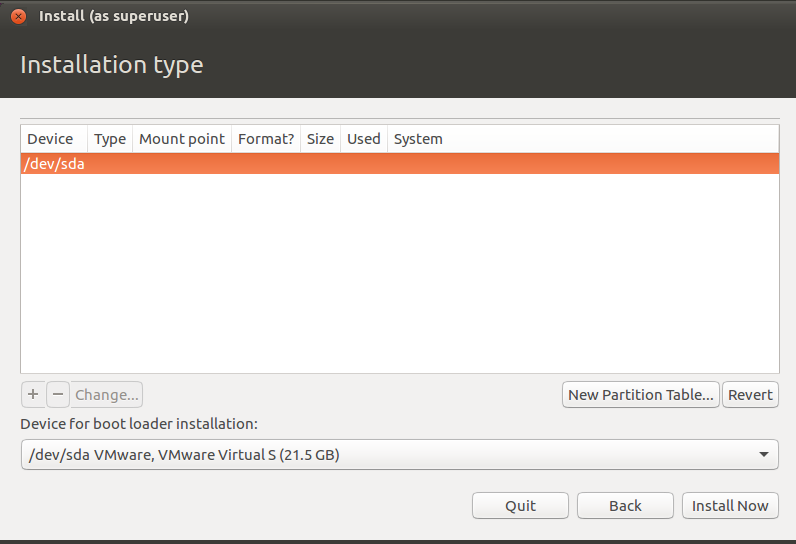 Install (as superuser)
Installation type
Device Type Mount point Format? Size Used System
/dev/sda
+ − Change... New Partition Table... Revert
Device for boot loader installation:
/dev/sda VMware, VMware Virtual S (21.5 GB)
Quit Back Install Now